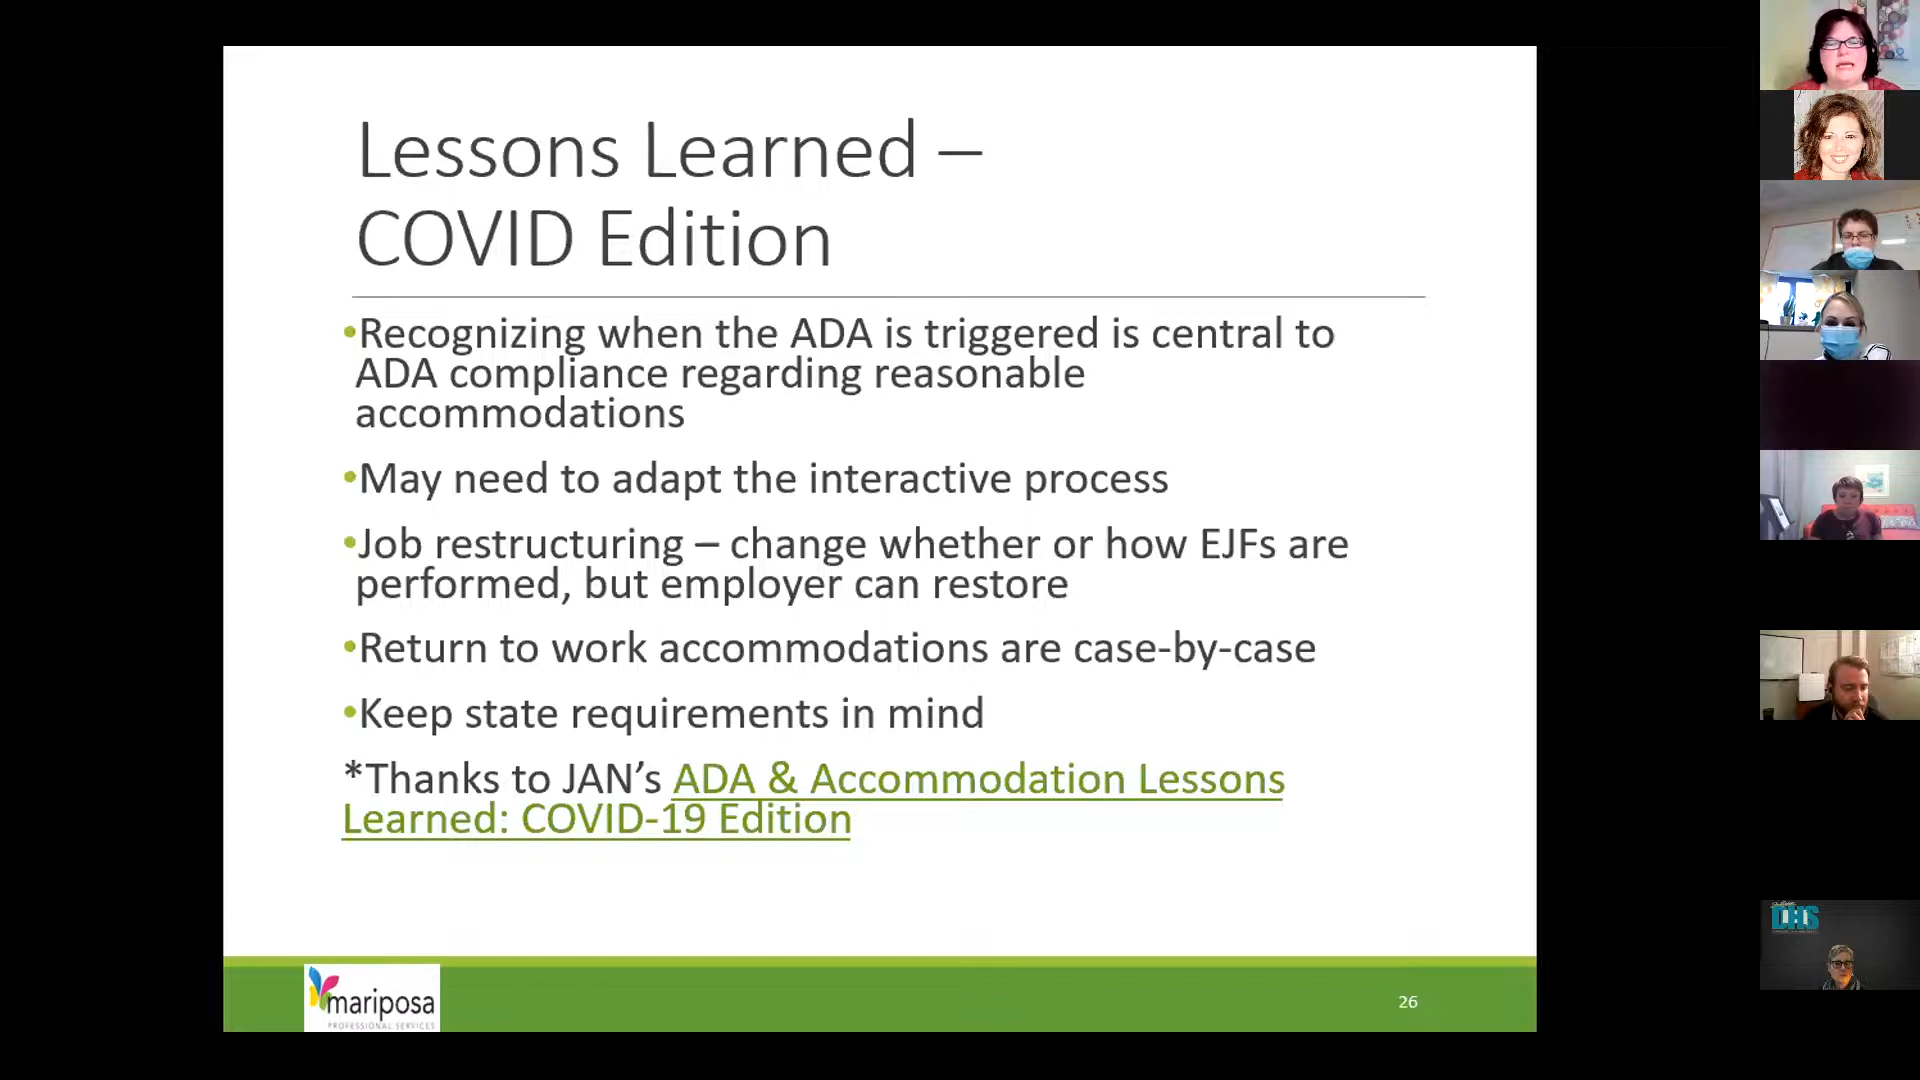 Lessons Learned –
COVID Edition
•Recognizing when the ADA is triggered is central to
ADA compliance regarding reasonable
accommodations
•May need to adapt the interactive process
•Job restructuring – change whether or how EJFs are
performed, but employer can restore
•Return to work accommodations are case-by-case
•Keep state requirements in mind
*Thanks to JAN’s ADA & Accommodation Lessons
Learned: COVID-19 Edition
mariposa
PROFESSIONAL SERVICES
26
DHS